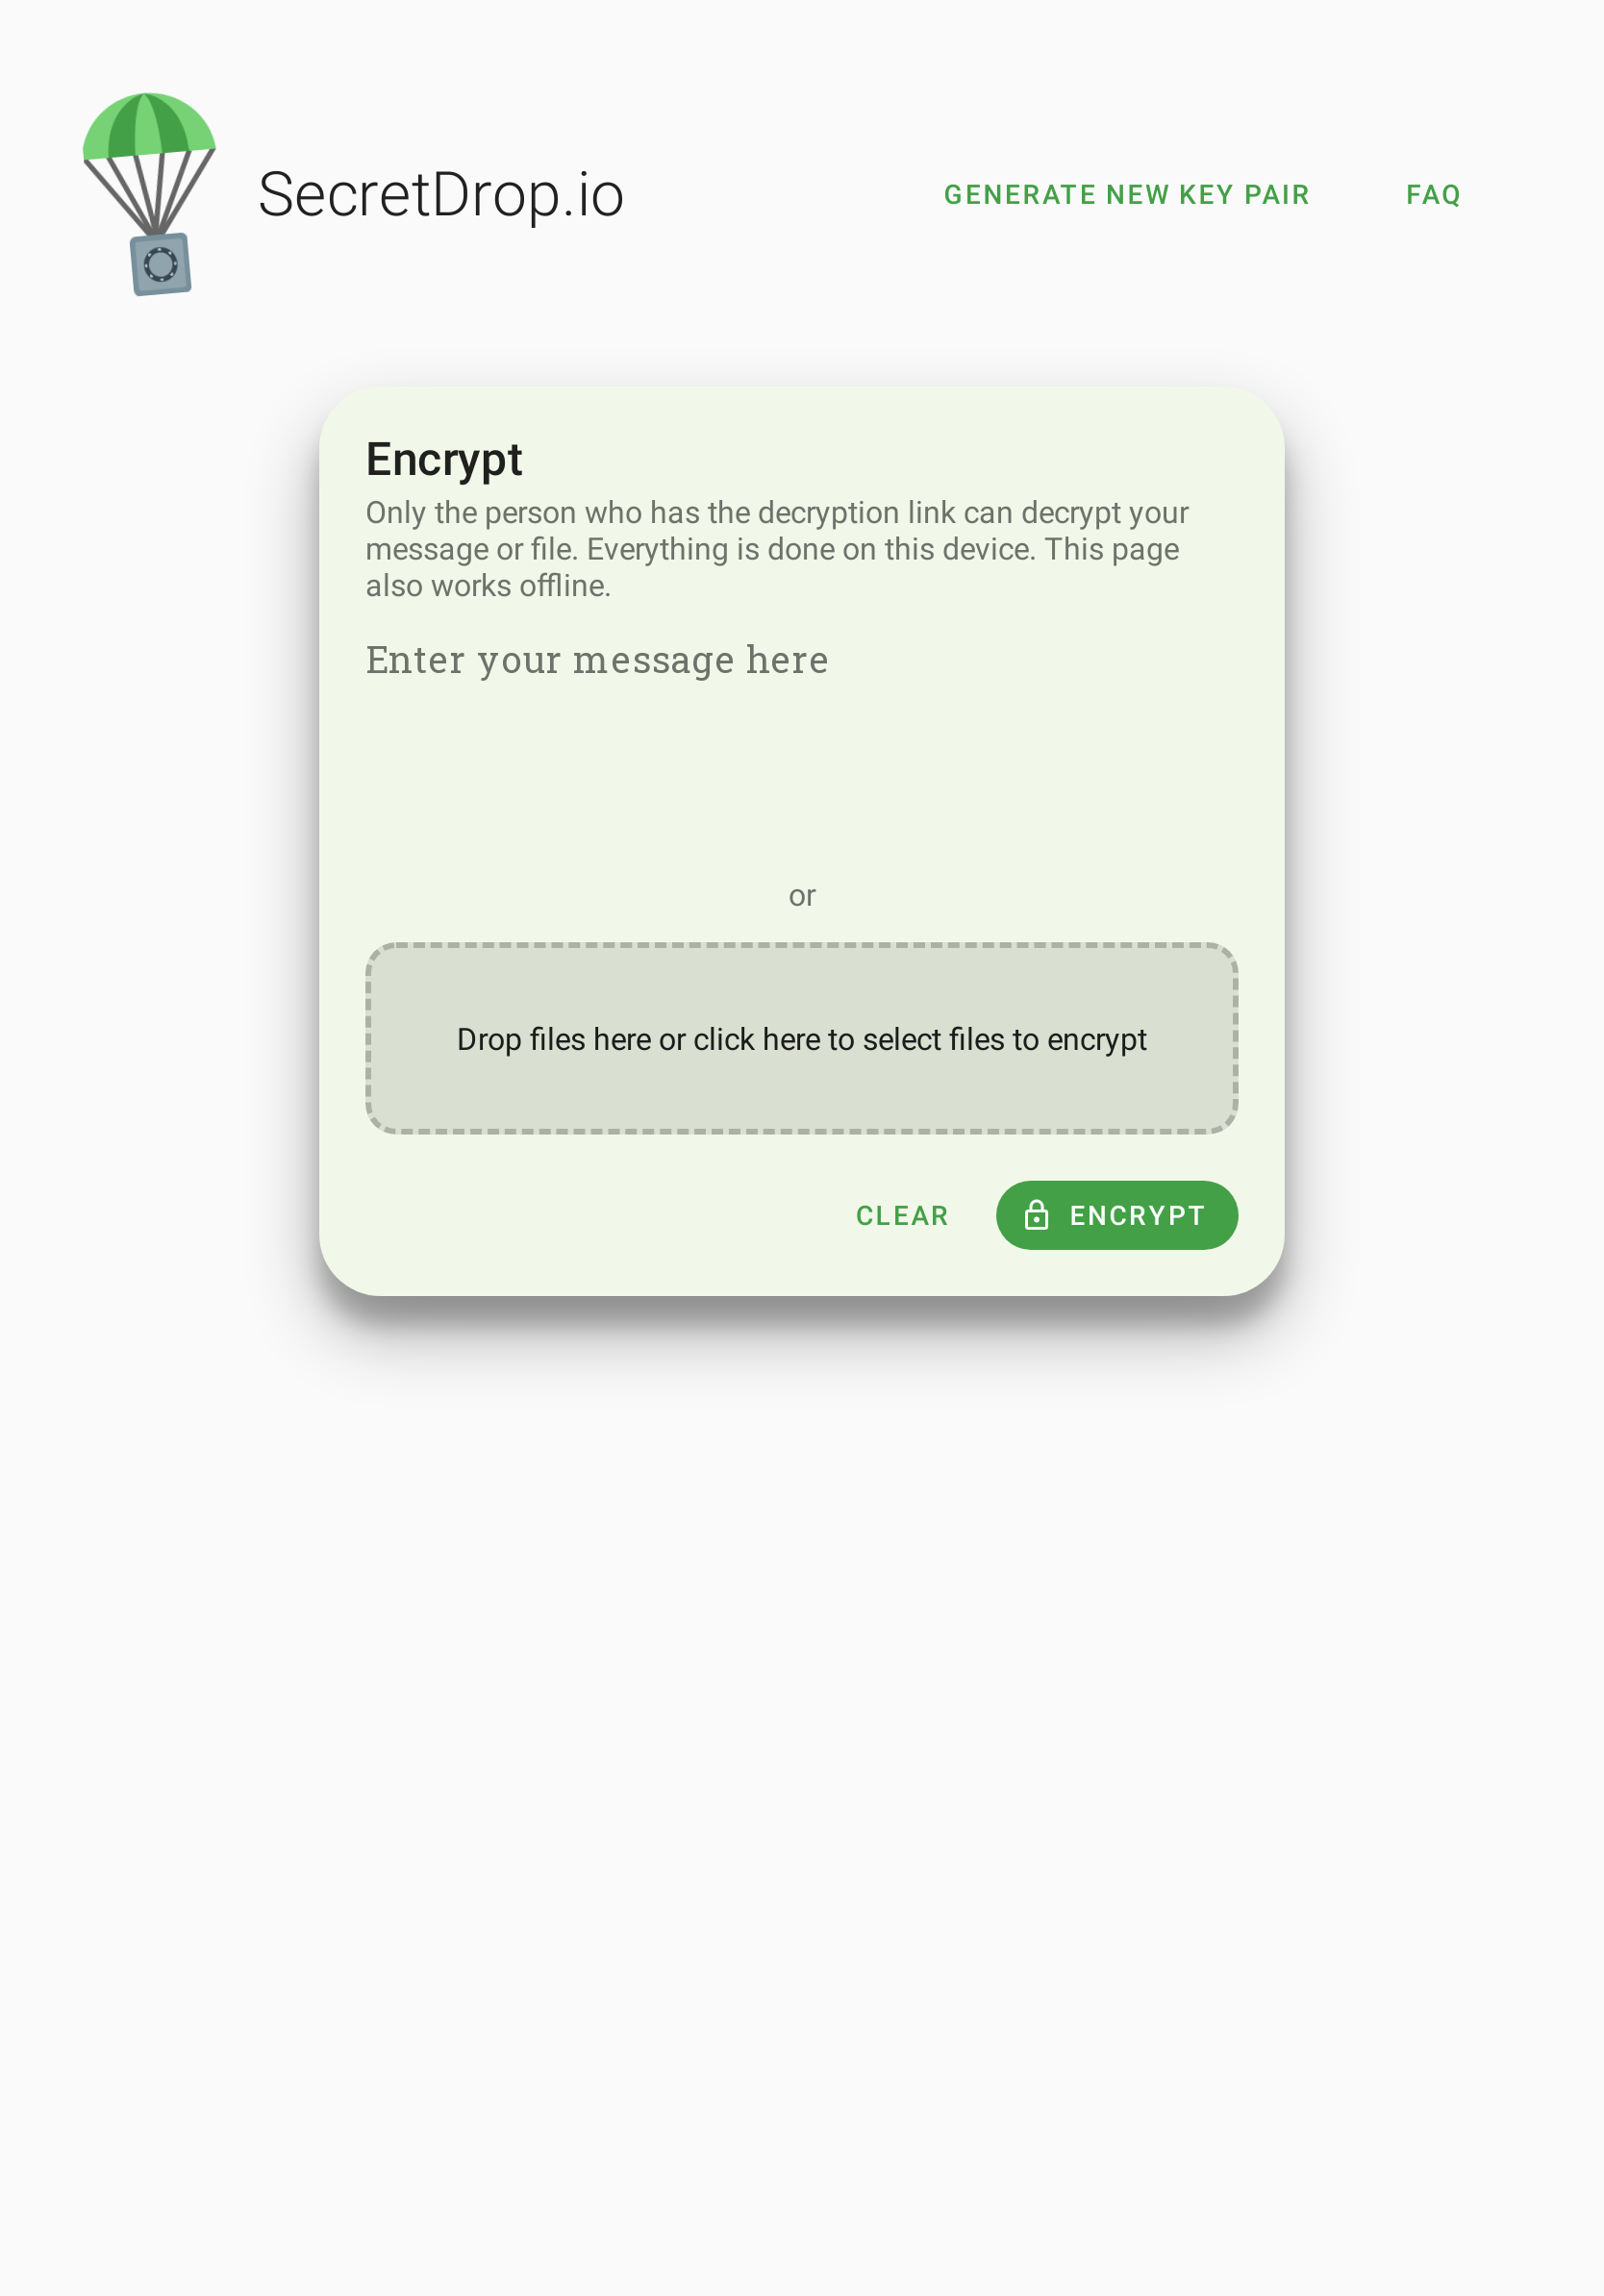 SecretDrop.io
GENERATE NEW KEY PAIR
FAQ
Encrypt
Only the person who has the decryption link can decrypt your
message or file. Everything is done on this device. This page
also works offline.
Enter your message here
or
Drop files here or click here to select files to encrypt
CLEAR
ENCRYPT